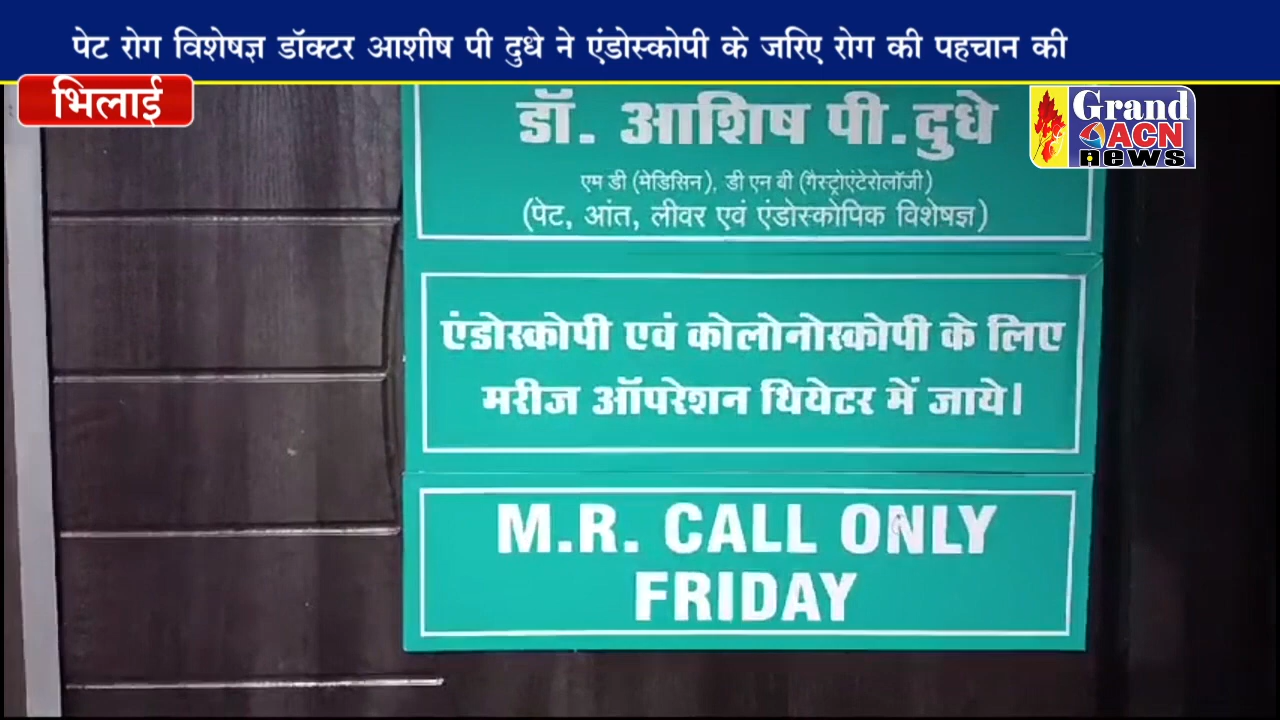 पेट रोग विशेषज्ञ डॉक्टर आशीष पी दुधे ने एंडोस्कोपी के जरिए रोग की पहचान की
भिलाई
Grand
ACN
news
डॉ. आशिष पी. दुधे
एम डी (मेडिसिन), डी एन बी (गैस्ट्रोएंटेरोलॉजी)
(पेट, आंत, लीवर एवं एंडोस्कोपिक विशेषज्ञ)
एंडोस्कोपी एवं कोलोनोस्कोपी के लिए
मरीज ऑपरेशन थियेटर में जाये।
M.R. CALL ONLY
FRIDAY